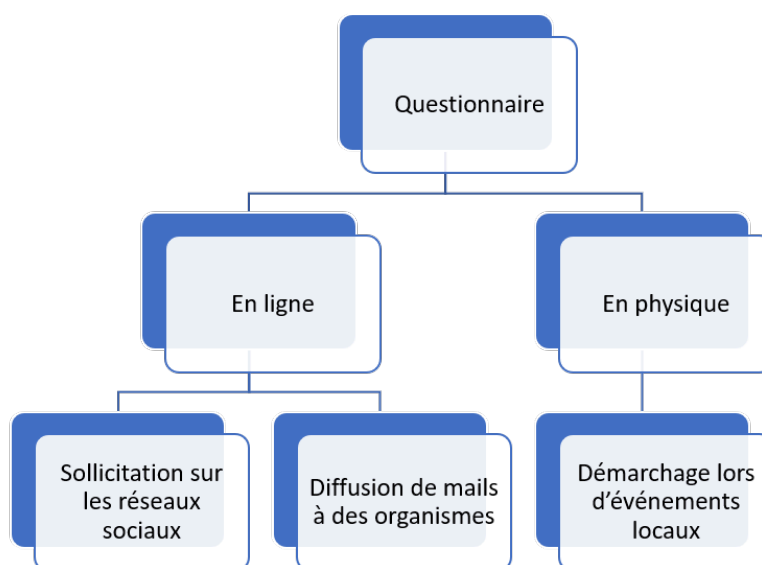 Questionnaire
En ligne
En physique
Sollicitation sur
les réseaux
sociaux
Diffusion de mails
à des organismes
Démarchage lors
d'événements
locaux